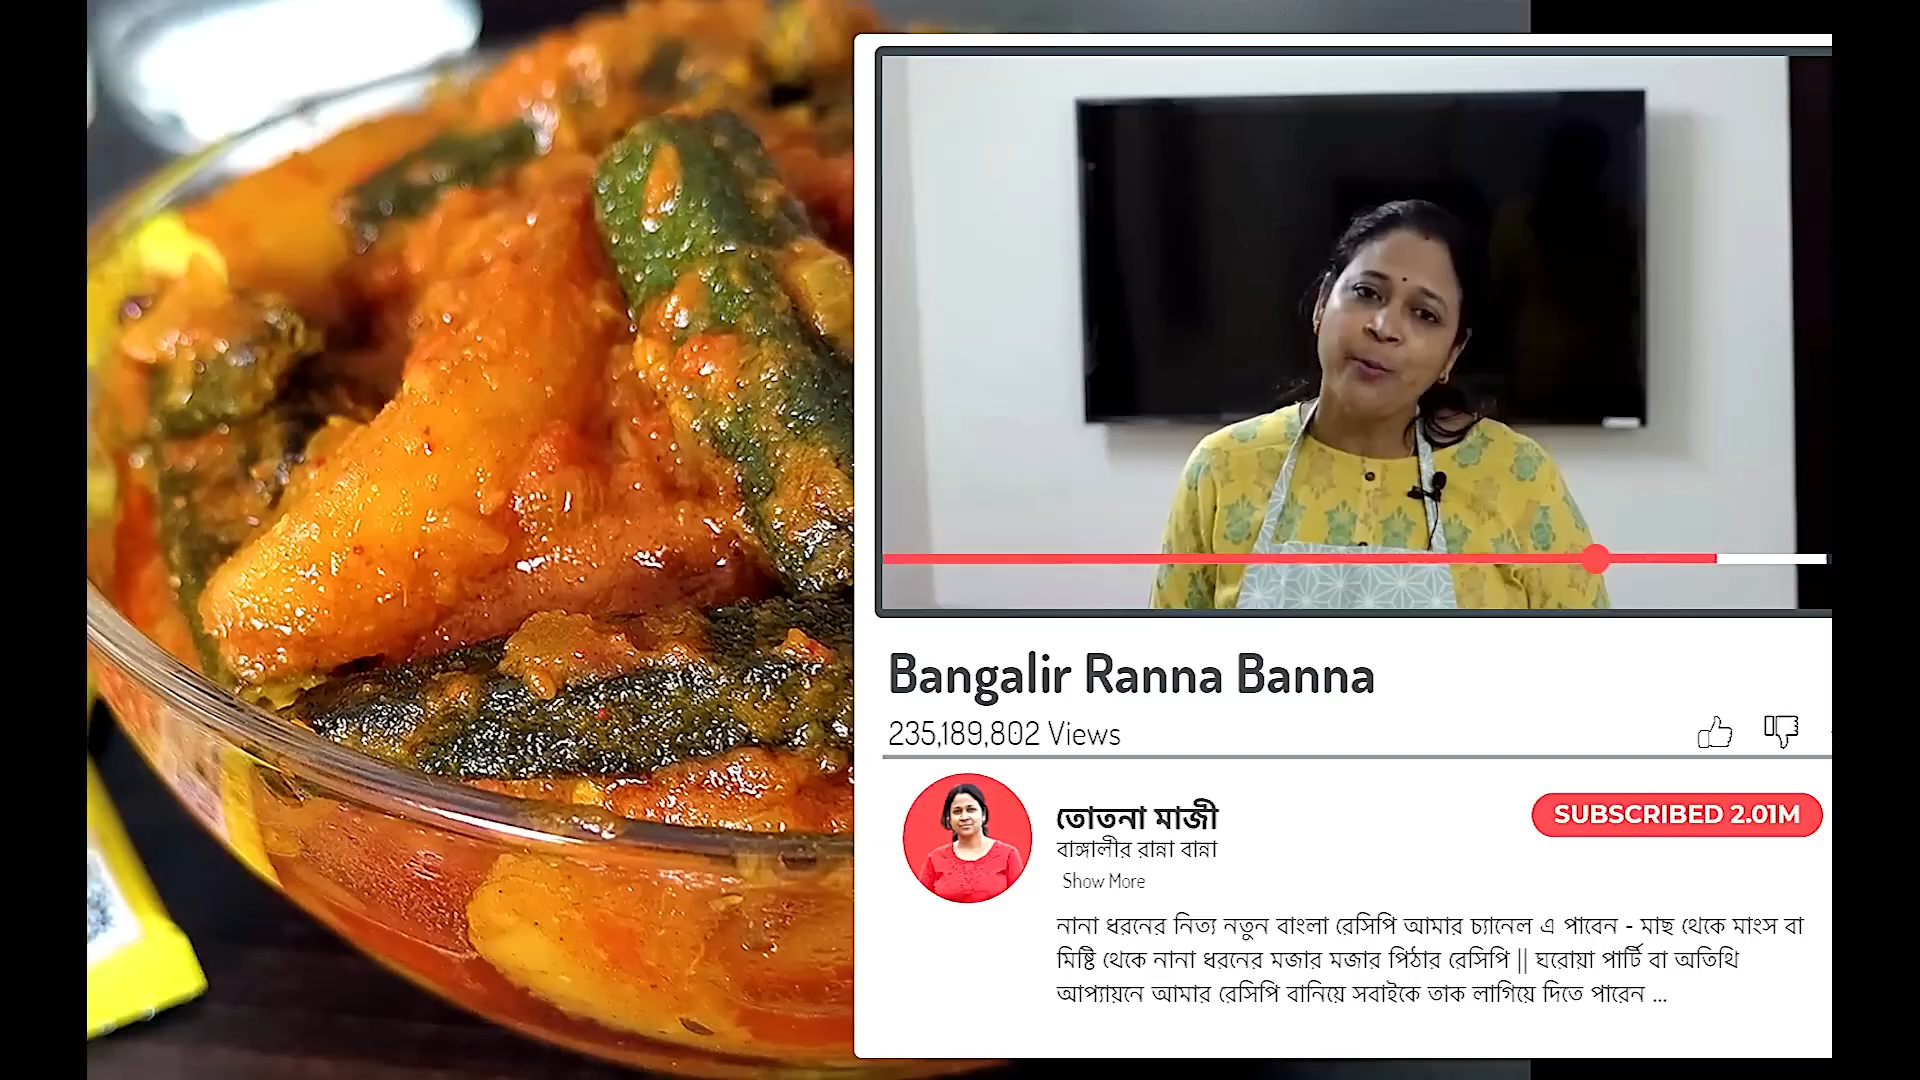 Bangalir Ranna Banna
235,189,802 Views
তোতনা মাজী
SUBSCRIBED 2.01M
বাঙ্গালীর রান্না বান্না
Show More
নানা ধরনের নিত্য নতুন বাংলা রেসিপি আমার চ্যানেল এ পাবেন - মাছ থেকে মাংস বা
মিষ্টি থেকে নানা ধরনের মজার মজার পিঠার রেসিপি || ঘরোয়া পার্টি বা অতিথি
আপ্যায়নে আমার রেসিপি বানিয়ে সবাইকে তাক লাগিয়ে দিতে পারেন ...